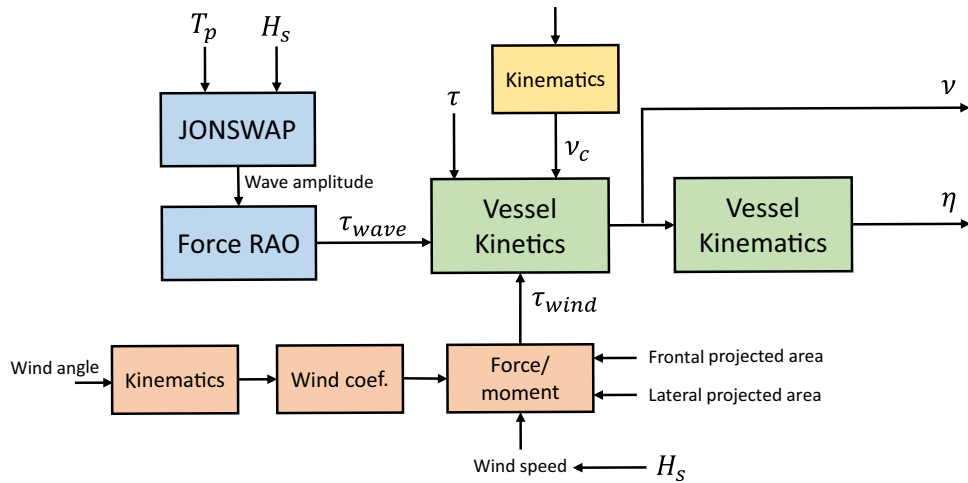 T_p
H_s
Kinematics
τ
ν
JONSWAP
ν_c
Wave amplitude
Vessel
Kinetics
Vessel
Kinematics
η
Force RAO
τ_wave
τ_wind
Wind angle
Kinematics
Wind coef.
Force/
moment
Frontal projected area
Lateral projected area
Wind speed
H_s